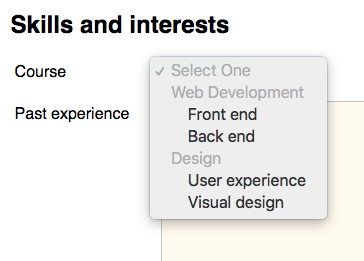 Skills and interests
Course
✓ Select One
Web Development
Past experience
Front end
Back end
Design
User experience
Visual design